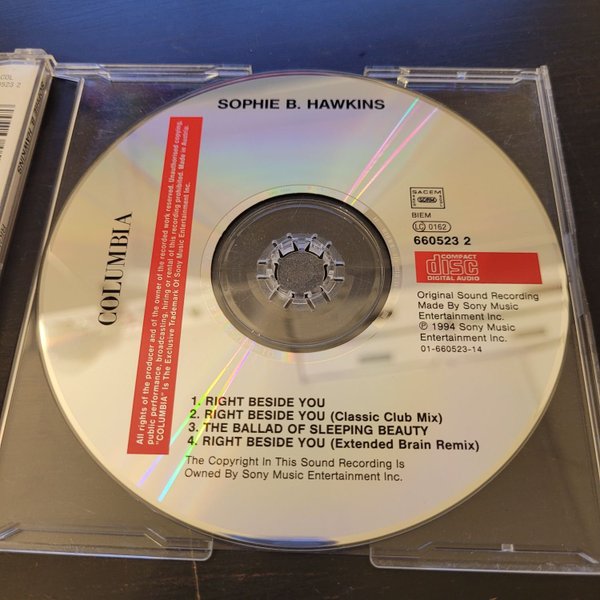 COL
0523 2
SOPHIE B. HAWKINS
COLUMBIA
All rights of the producer and of the owner of the recorded work reserved. Unauthorised copying,
public performance, broadcasting, hiring or rental of this recording prohibited. Made in Austria.
"COLUMBIA" Is The Exclusive Trademark Of Sony Music Entertainment Inc.
SACEM
BIEM
LC 0162
660523 2
COMPACT
disc
DIGITAL AUDIO
Original Sound Recording
Made By Sony Music
Entertainment Inc.
℗ 1994 Sony Music
Entertainment Inc.
01-660523-14
1. RIGHT BESIDE YOU
2. RIGHT BESIDE YOU (Classic Club Mix)
3. THE BALLAD OF SLEEPING BEAUTY
4. RIGHT BESIDE YOU (Extended Brain Remix)
The Copyright In This Sound Recording Is
Owned By Sony Music Entertainment Inc.